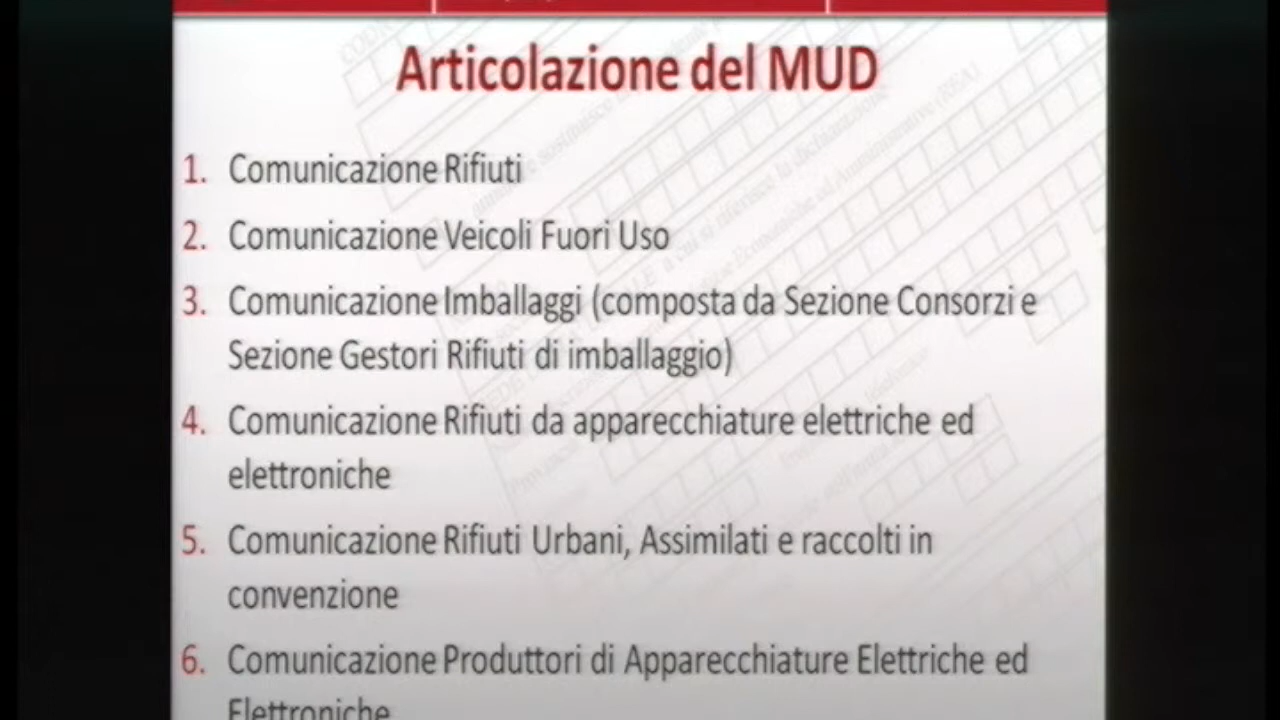 Articolazione del MUD
1. Comunicazione Rifiuti
2. Comunicazione Veicoli Fuori Uso
3. Comunicazione Imballaggi (composta da Sezione Consorzi e
Sezione Gestori Rifiuti di imballaggio)
4. Comunicazione Rifiuti da apparecchiature elettriche ed
elettroniche
5. Comunicazione Rifiuti Urbani, Assimilati e raccolti in
convenzione
6. Comunicazione Produttori di Apparecchiature Elettriche ed
Elettroniche